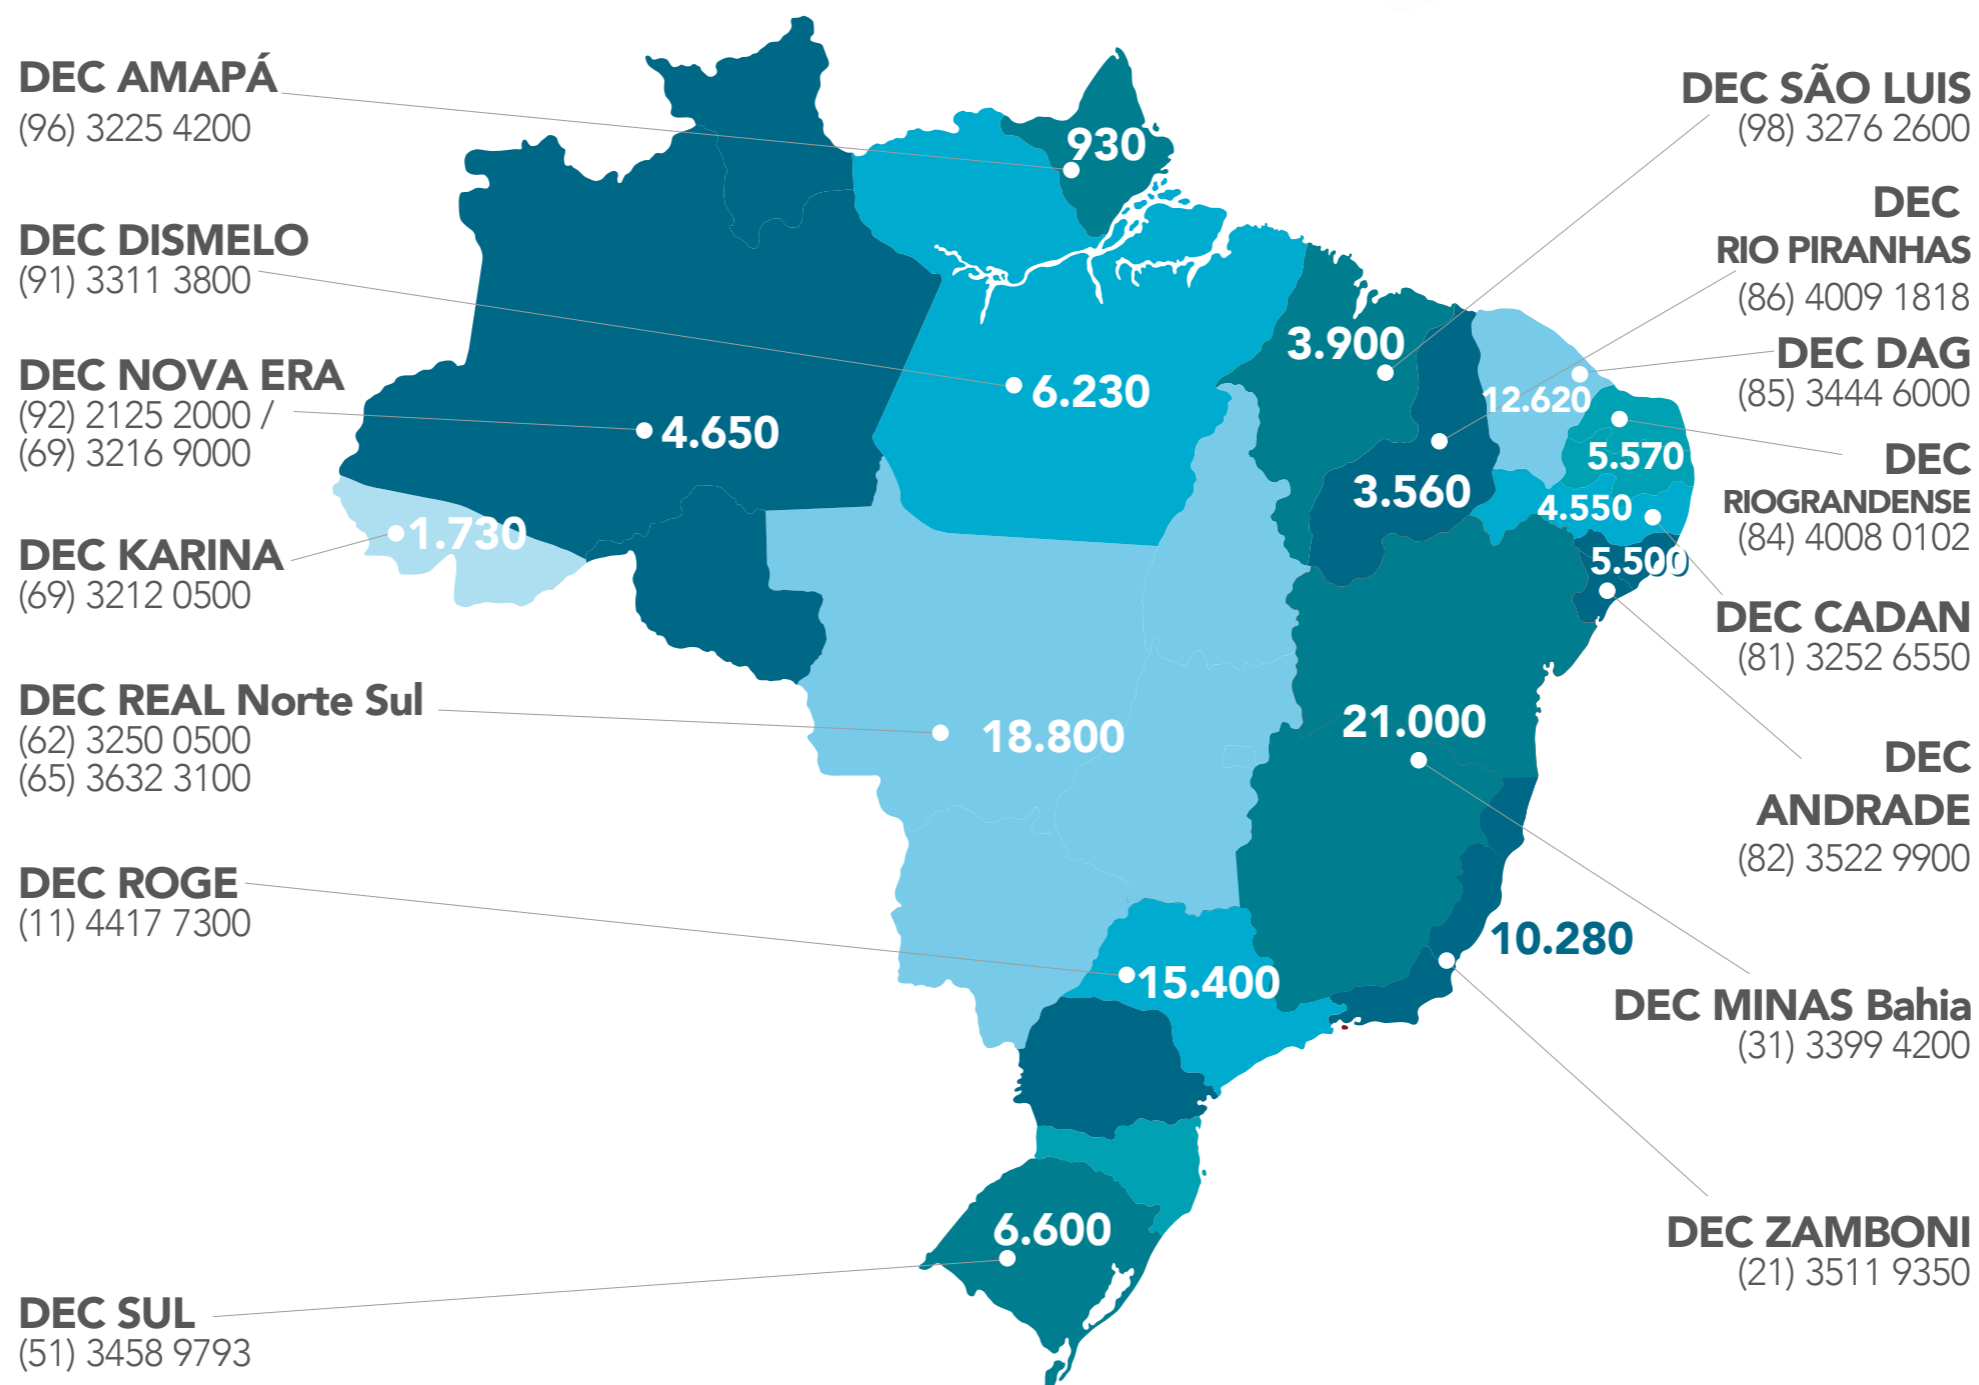 DEC AMAPÁ
(96) 3225 4200
DEC DISMELO
(91) 3311 3800
DEC NOVA ERA
(92) 2125 2000 /
(69) 3216 9000
DEC KARINA
(69) 3212 0500
DEC REAL Norte Sul
(62) 3250 0500
(65) 3632 3100
DEC ROGE
(11) 4417 7300
DEC SUL
(51) 3458 9793
930
6.230
4.650
1.730
18.800
15.400
6.600
3.900
3.560
12.620
5.570
4.550
5.500
21.000
10.280
DEC SÃO LUIS
(98) 3276 2600
DEC
RIO PIRANHAS
(86) 4009 1818
DEC DAG
(85) 3444 6000
DEC
RIOGRANDENSE
(84) 4008 0102
DEC CADAN
(81) 3252 6550
DEC
ANDRADE
(82) 3522 9900
DEC MINAS Bahia
(31) 3399 4200
DEC ZAMBONI
(21) 3511 9350